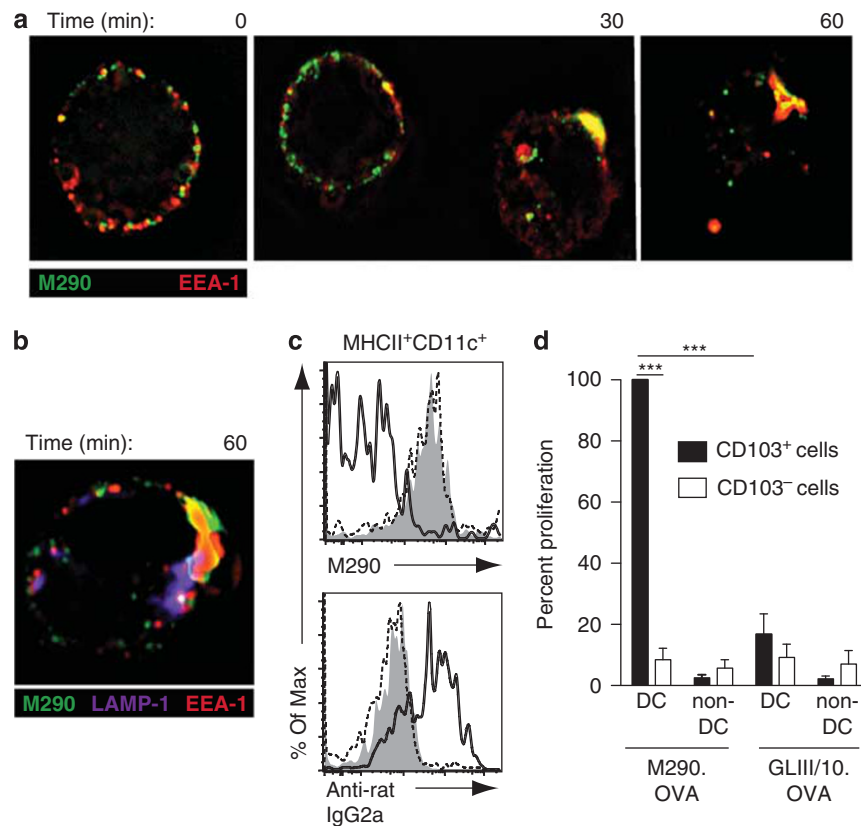 a
Time (min): 0 30 60
M290 EEA-1
b
Time (min): 60
M290 LAMP-1 EEA-1
c
MHCII⁺CD11c⁺
M290
% Of Max
Anti-rat
IgG2a
d
***
***
100
80
60
40
20
0
Percent proliferation
CD103⁺ cells
CD103⁻ cells
DC non-DC DC non-DC
M290.
OVA
GLIII/10.
OVA